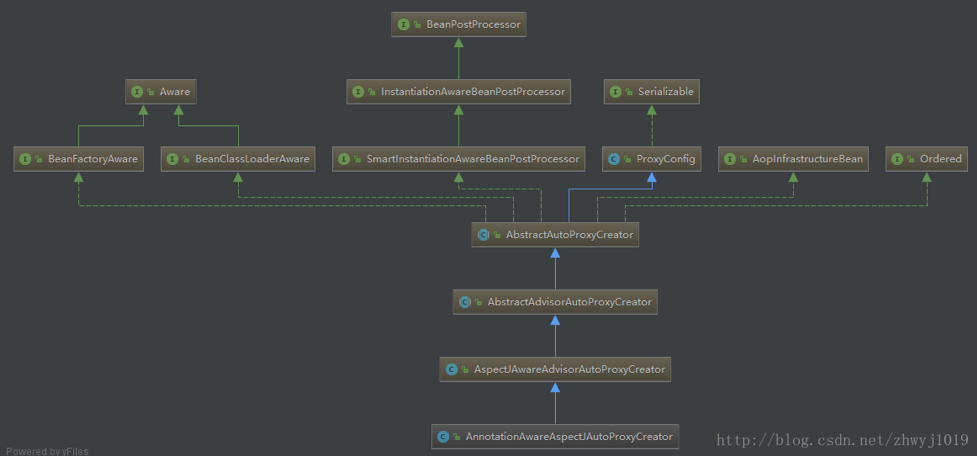 BeanPostProcessor
Aware
InstantiationAwareBeanPostProcessor
Serializable
BeanFactoryAware
BeanClassLoaderAware
SmartInstantiationAwareBeanPostProcessor
ProxyConfig
AopInfrastructureBean
Ordered
AbstractAutoProxyCreator
AbstractAdvisorAutoProxyCreator
AspectJAwareAdvisorAutoProxyCreator
AnnotationAwareAspectJAutoProxyCreator
http://blog.csdn.net/zhwyj1019
Powered by yFiles